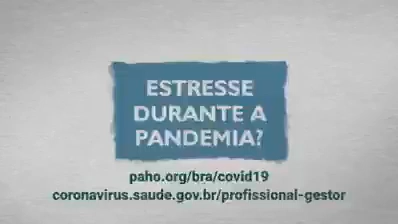 ESTRESSE
DURANTE A
PANDEMIA?
paho.org/bra/covid19
coronavirus.saude.gov.br/profissional-gestor